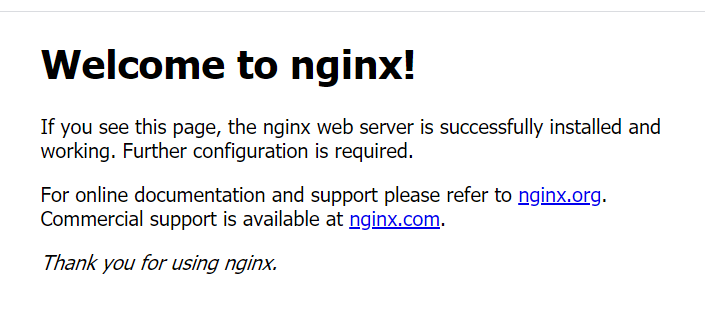 Welcome to nginx!
If you see this page, the nginx web server is successfully installed and
working. Further configuration is required.
For online documentation and support please refer to nginx.org.
Commercial support is available at nginx.com.
Thank you for using nginx.